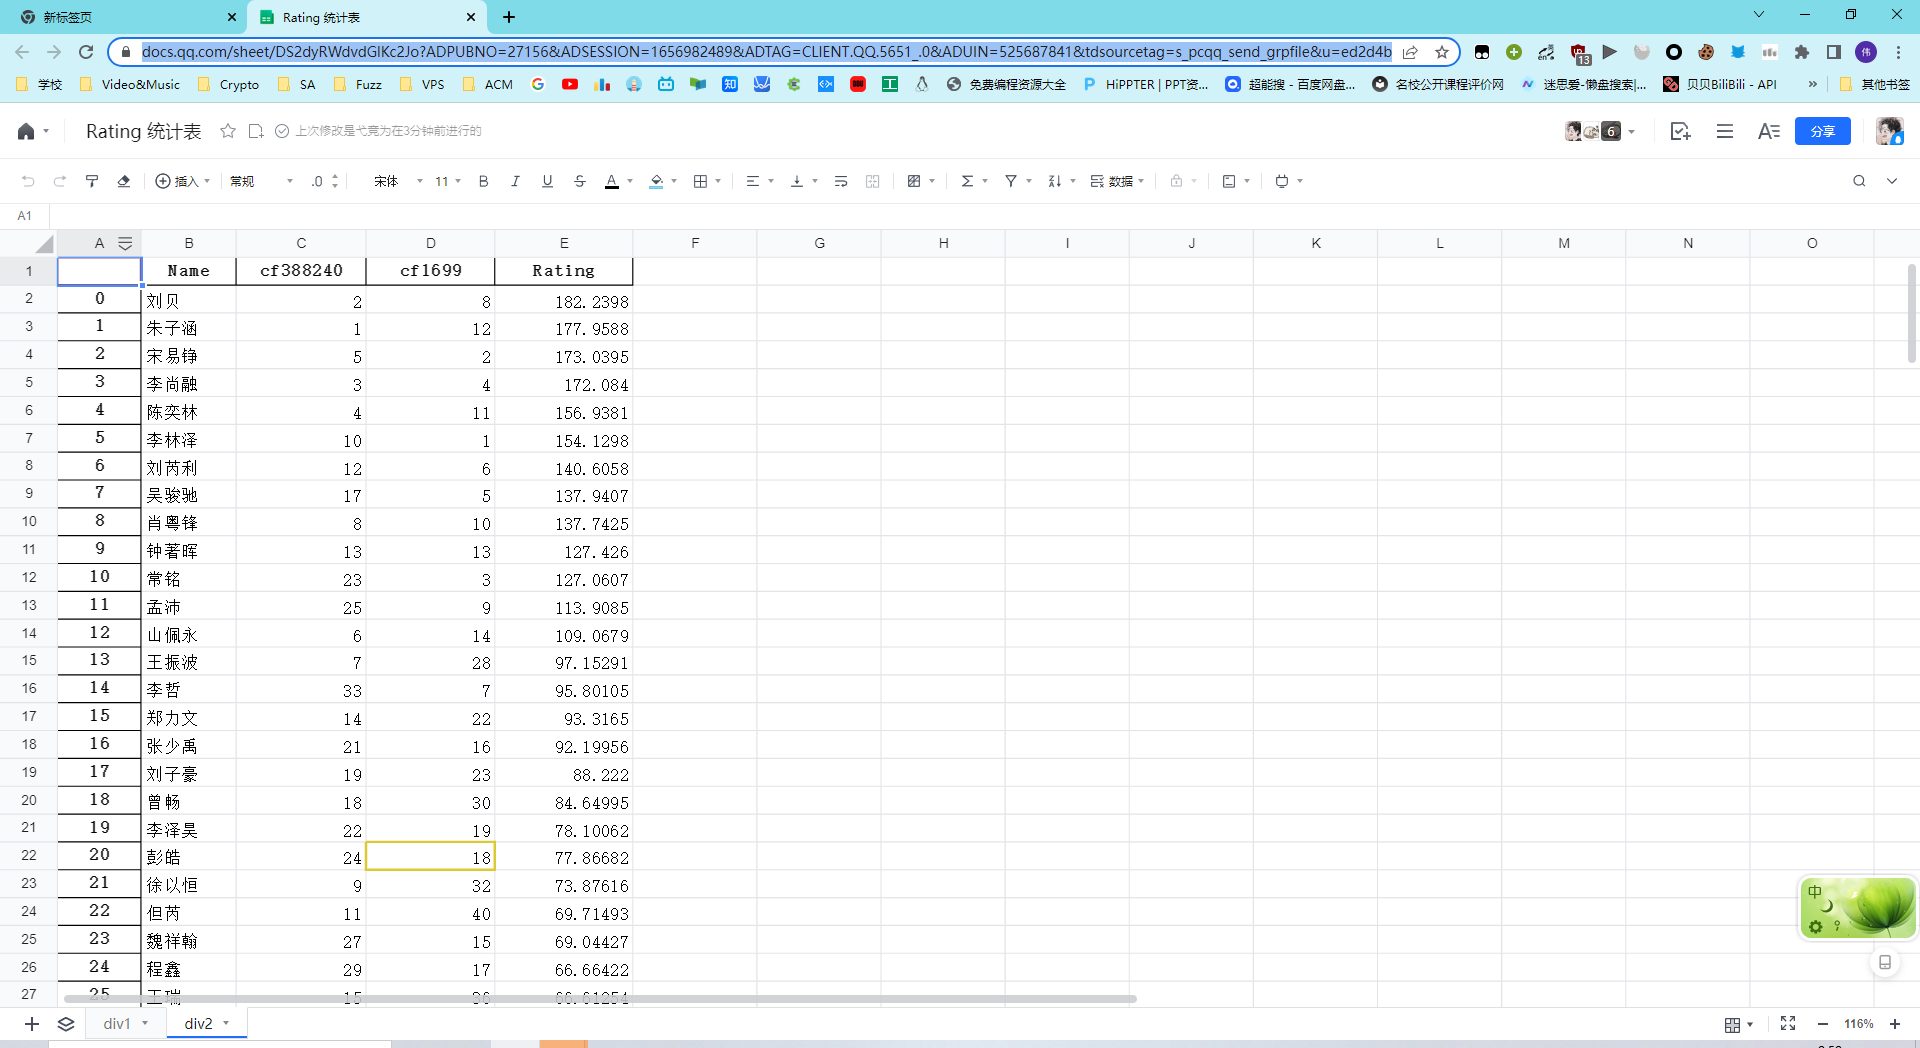 新标签页
Rating 统计表
docs.qq.com/sheet/DS2dyRWdvdGlKc2Jo?ADPUBNO=27156&ADSESSION=1656982489&ADTAG=CLIENT.QQ.5651_.0&ADUIN=525687841&tdsourcetag=s_pcqq_send_grpfile&u=ed2d4b
13
伟
学校 Video&Music Crypto SA Fuzz VPS ACM 知 工 免费编程资源大全 HiPPTER | PPT资... 超能搜 - 百度网盘... 名校公开课程评价网 迷思爱-懒盘搜索|... 贝贝BiliBili - API » 其他书签
Rating 统计表 上次修改是弋竞为在3分钟前进行的 6 分享
插入 常规 .0 宋体 11 B I U S A Σ 数据
A1
A B C D E F G H I J K L M N O
1 Name cf388240 cf1699 Rating
2 0 刘贝 2 8 182.2398
3 1 朱子涵 1 12 177.9588
4 2 宋易铮 5 2 173.0395
5 3 李尚融 3 4 172.084
6 4 陈奕林 4 11 156.9381
7 5 李林泽 10 1 154.1298
8 6 刘芮利 12 6 140.6058
9 7 吴骏驰 17 5 137.9407
10 8 肖粤锋 8 10 137.7425
11 9 钟著晖 13 13 127.426
12 10 常铭 23 3 127.0607
13 11 孟沛 25 9 113.9085
14 12 山佩永 6 14 109.0679
15 13 王振波 7 28 97.15291
16 14 李哲 33 7 95.80105
17 15 郑力文 14 22 93.3165
18 16 张少禹 21 16 92.19956
19 17 刘子豪 19 23 88.222
20 18 曾畅 18 30 84.64995
21 19 李泽昊 22 19 78.10062
22 20 彭皓 24 18 77.86682
23 21 徐以恒 9 32 73.87616
24 22 但芮 11 40 69.71493
25 23 魏祥翰 27 15 69.04427
26 24 程鑫 29 17 66.66422
27 25 王瑞 15 36 66.61254
中
div1 div2 116%